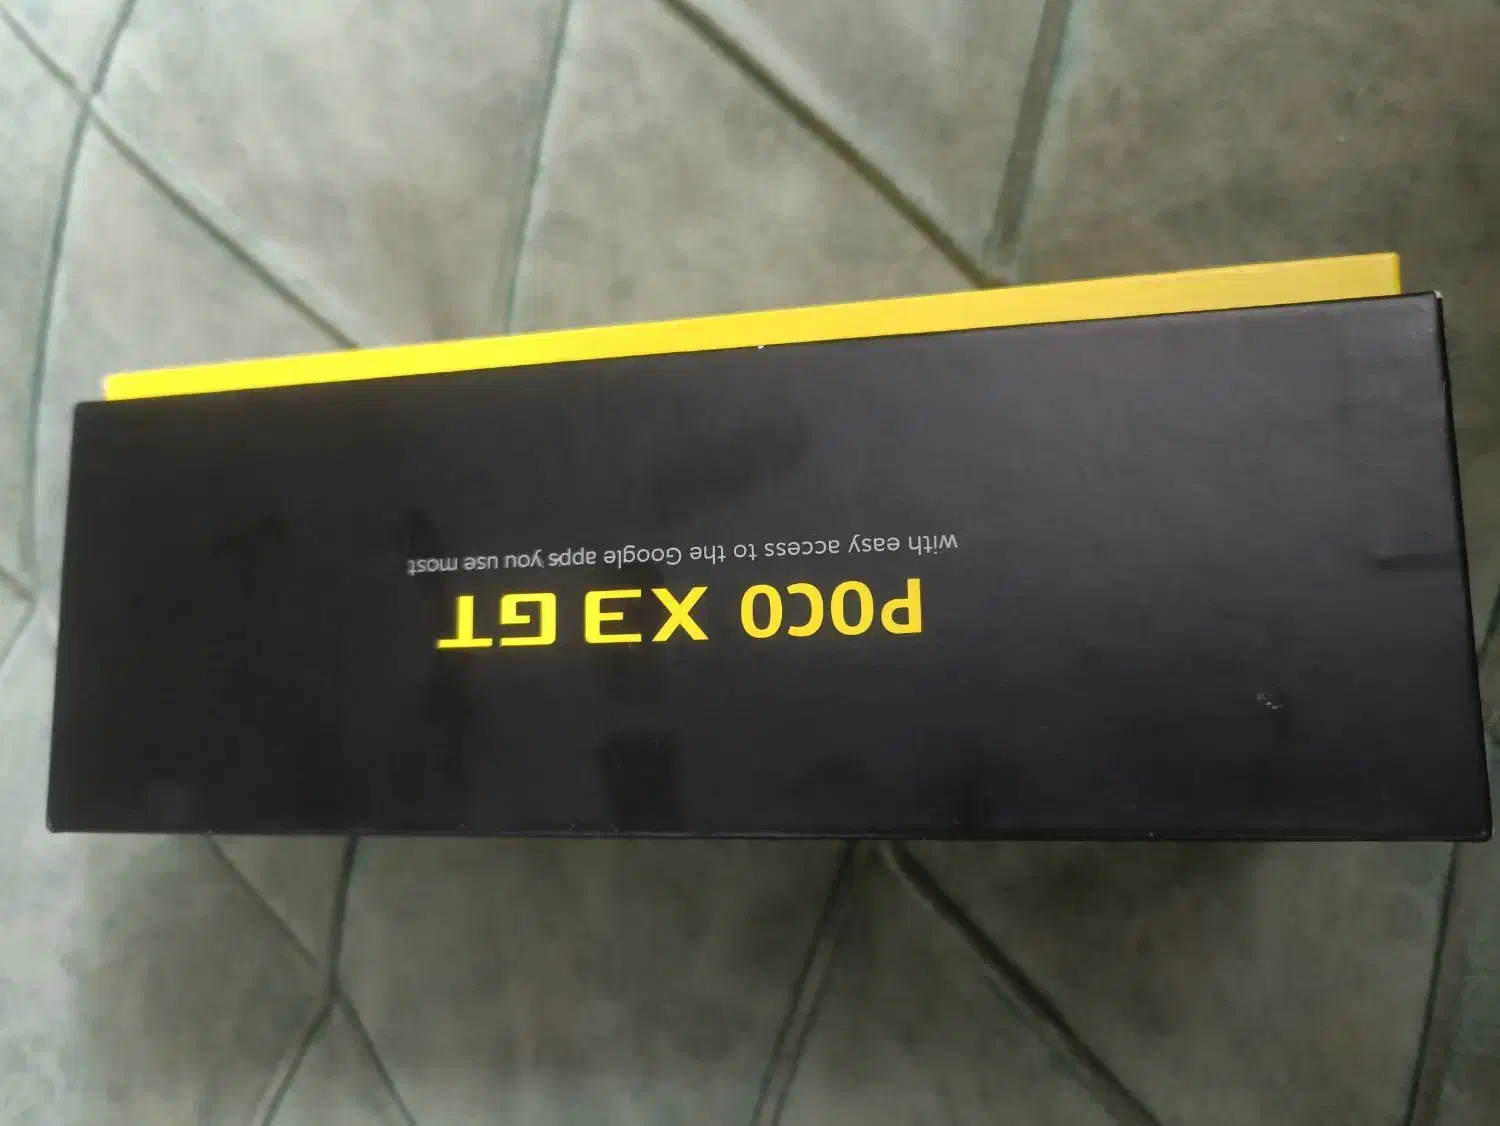 POCO X3 GT
with easy access to the Google apps you use most